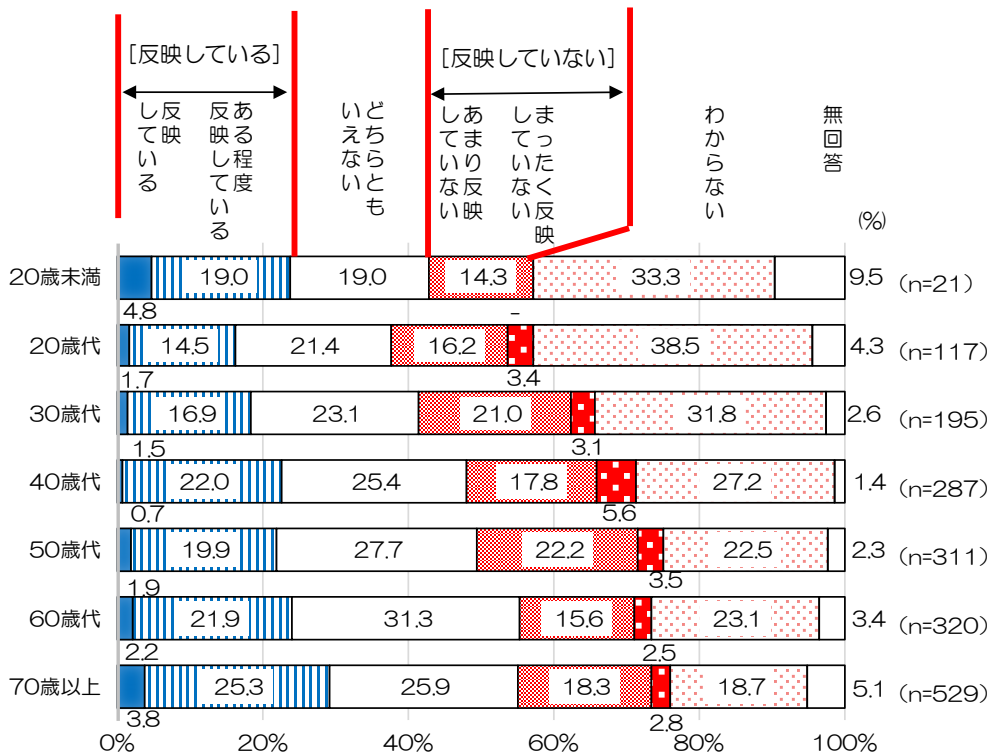 [反映している]
[反映していない]
反映
している
ある程度
反映している
どちらとも
いえない
あまり反映
していない
まったく反映
していない
わからない
無回答
(%)
20歳未満 19.0 19.0 14.3 33.3 9.5 (n=21)
4.8 -
20歳代 14.5 21.4 16.2 38.5 4.3 (n=117)
1.7 3.4
30歳代 16.9 23.1 21.0 31.8 2.6 (n=195)
1.5 3.1
40歳代 22.0 25.4 17.8 27.2 1.4 (n=287)
0.7 5.6
50歳代 19.9 27.7 22.2 22.5 2.3 (n=311)
1.9 3.5
60歳代 21.9 31.3 15.6 23.1 3.4 (n=320)
2.2 2.5
70歳以上 25.3 25.9 18.3 18.7 5.1 (n=529)
3.8 2.8
0% 20% 40% 60% 80% 100%